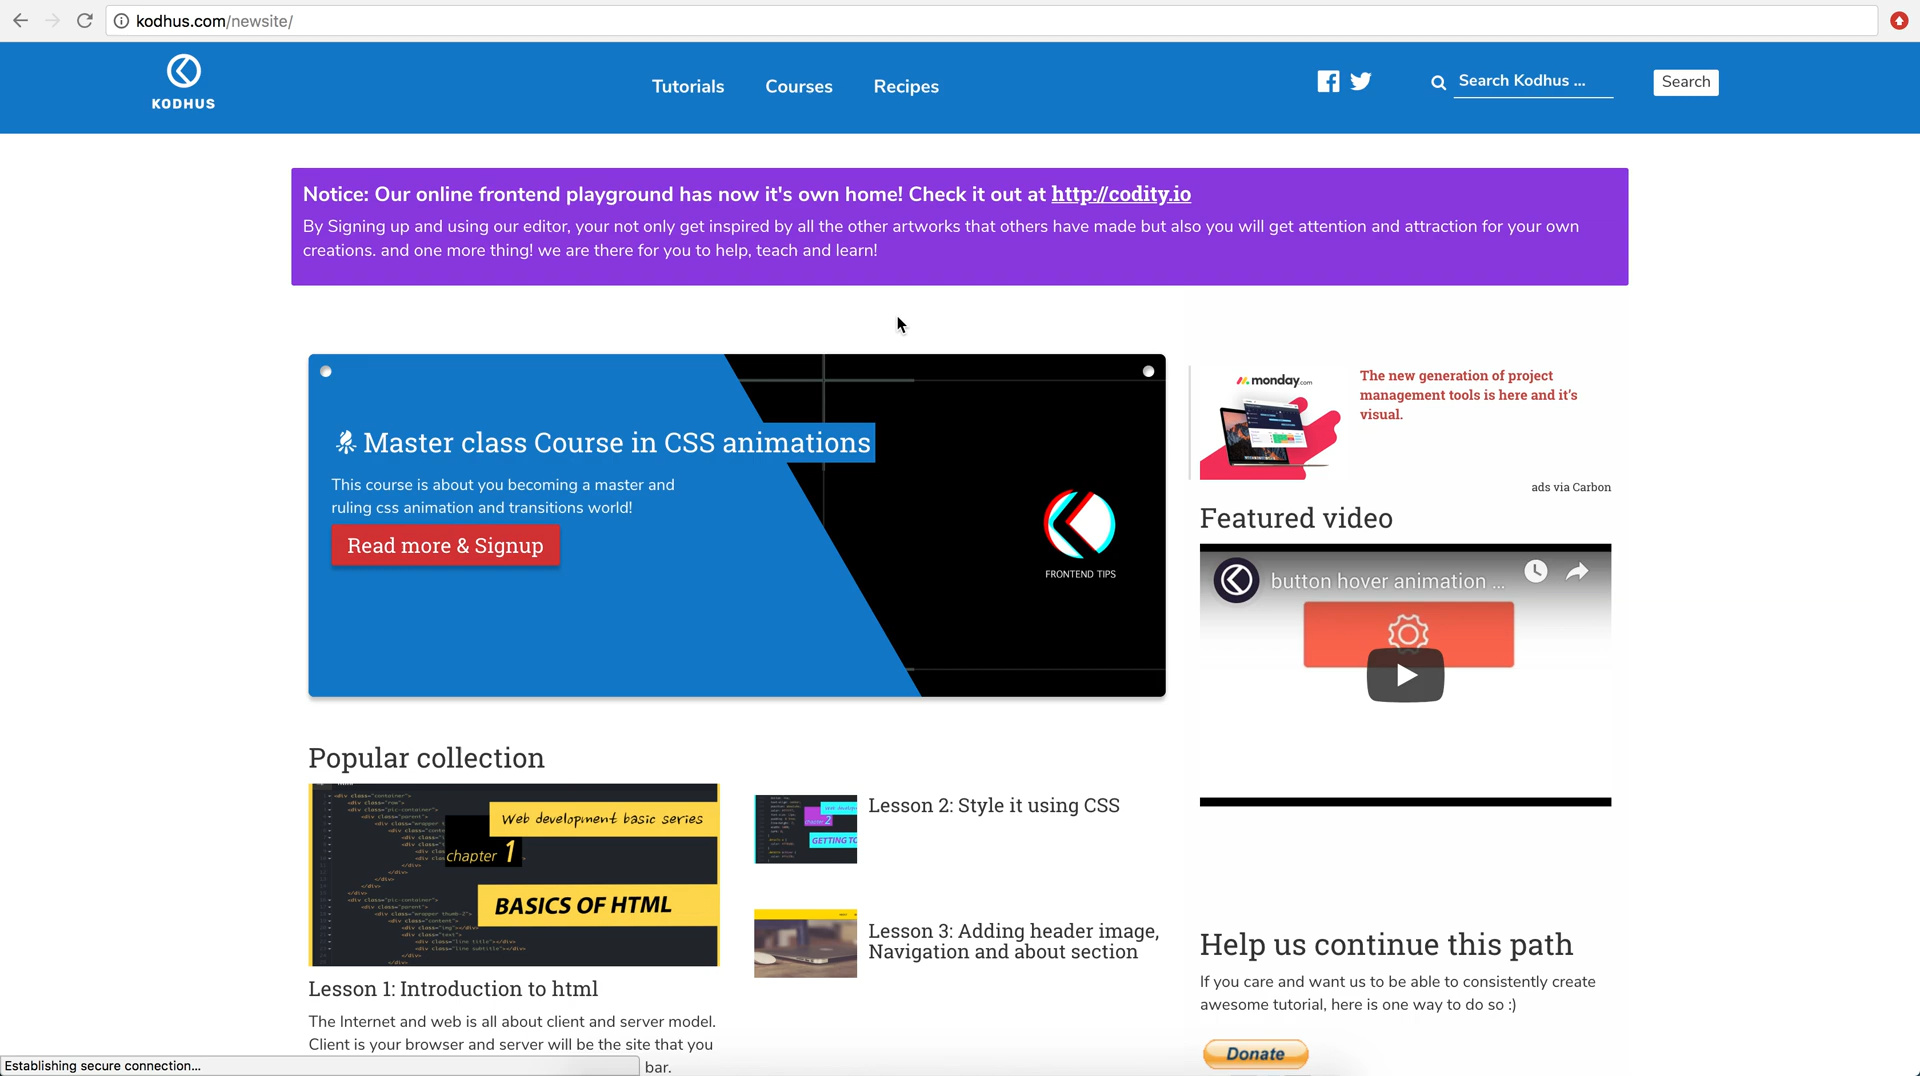 kodhus.com/newsite/
KODHUS
Tutorials
Courses
Recipes
Search Kodhus ...
Search
Notice: Our online frontend playground has now it's own home! Check it out at http://codity.io
By Signing up and using our editor, your not only get inspired by all the other artworks that others have made but also you will get attention and attraction for your own
creations. and one more thing! we are there for you to help, teach and learn!
Master class Course in CSS animations
This course is about you becoming a master and
ruling css animation and transitions world!
Read more & Signup
FRONTEND TIPS
monday.com
The new generation of project
management tools is here and it's
visual.
ads via Carbon
Featured video
button hover animation ...
Popular collection
Web development basic series
chapter 1
BASICS OF HTML
Lesson 1: Introduction to html
The Internet and web is all about client and server model.
Client is your browser and server will be the site that you
bar.
chapter 2
GETTING TO
Lesson 2: Style it using CSS
Lesson 3: Adding header image,
Navigation and about section
Help us continue this path
If you care and want us to be able to consistently create
awesome tutorial, here is one way to do so :)
Donate
Establishing secure connection...